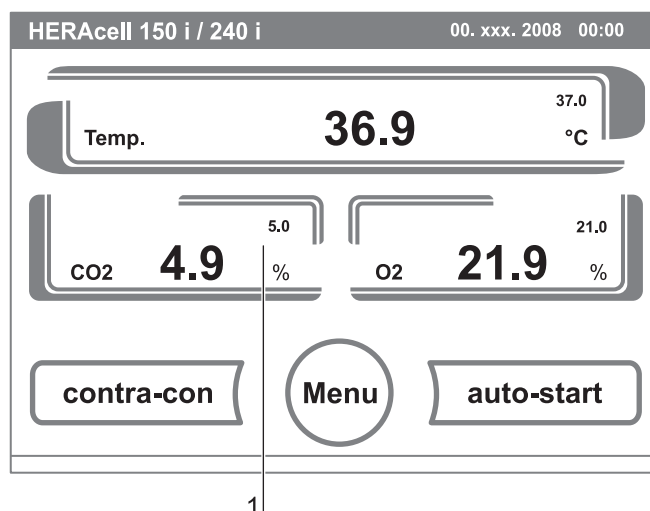 HERAcell 150 i / 240 i 00. xxx. 2008 00:00
37.0
Temp. 36.9 °C
5.0 21.0
CO2 4.9 % O2 21.9 %
contra-con Menu auto-start
1